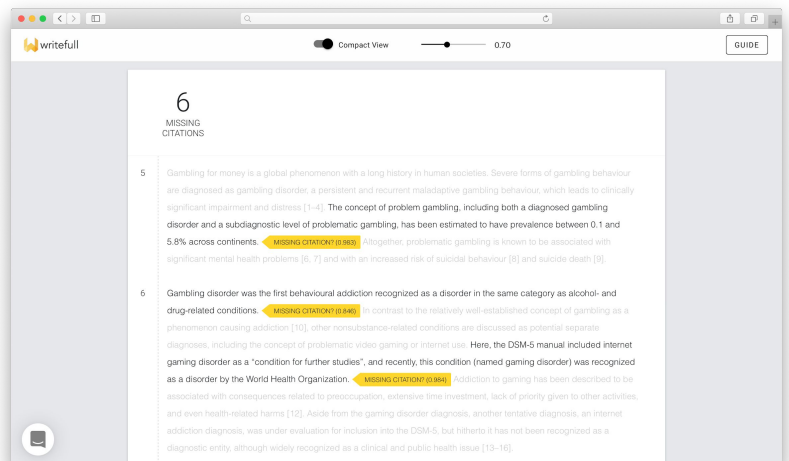 writefull
Compact View
0.70
GUIDE
6
MISSING
CITATIONS
5
Gambling for money is a global phenomenon with a long history in human societies. Severe forms of gambling behaviour
are diagnosed as gambling disorder, a persistent and recurrent maladaptive gambling behaviour, which leads to clinically
significant impairment and distress [1–4]. The concept of problem gambling, including both a diagnosed gambling
disorder and a subdiagnostic level of problematic gambling, has been estimated to have prevalence between 0.1 and
5.8% across continents. MISSING CITATION? (0.983) Altogether, problematic gambling is known to be associated with
significant mental health problems [6, 7] and with an increased risk of suicidal behaviour [8] and suicide death [9].
6
Gambling disorder was the first behavioural addiction recognized as a disorder in the same category as alcohol- and
drug-related conditions. MISSING CITATION? (0.846) In contrast to the relatively well-established concept of gambling as a
phenomenon causing addiction [10], other nonsubstance-related conditions are discussed as potential separate
diagnoses, including the concept of problematic video gaming or internet use. Here, the DSM-5 manual included internet
gaming disorder as a “condition for further studies”, and recently, this condition (named gaming disorder) was recognized
as a disorder by the World Health Organization. MISSING CITATION? (0.984) Addiction to gaming has been described to be
associated with consequences related to preoccupation, extensive time investment, lack of priority given to other activities,
and even health-related harms [12]. Aside from the gaming disorder diagnosis, another tentative diagnosis, an internet
addiction diagnosis, was under evaluation for inclusion into the DSM-5, but hitherto it has not been recognized as a
diagnostic entity, although widely recognized as a clinical and public health issue [13–16].